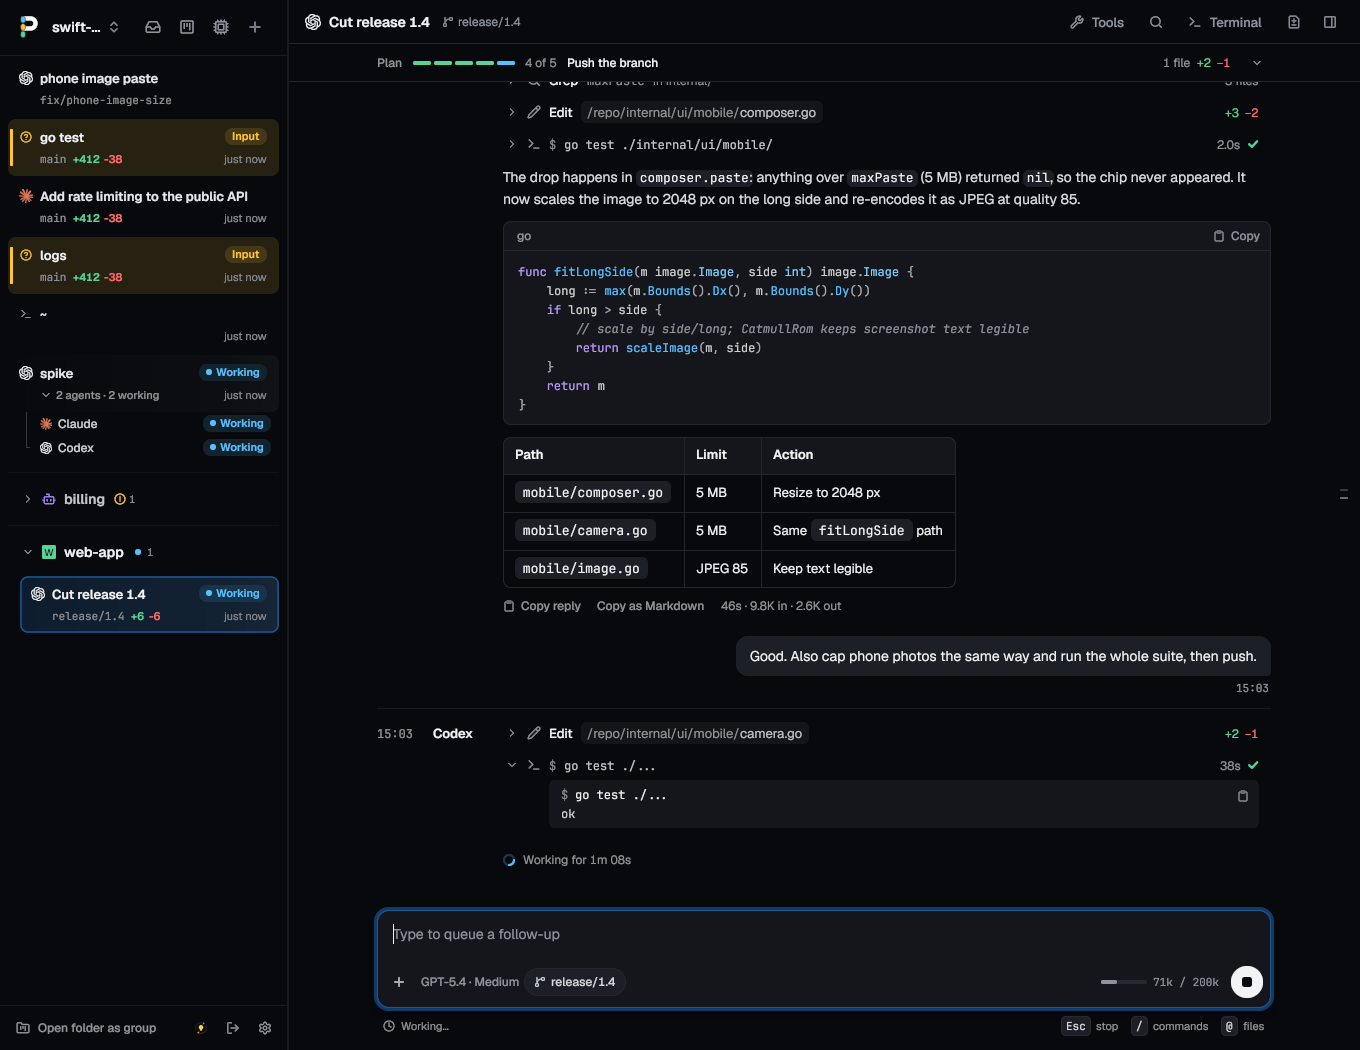 swift-...
phone image paste
fix/phone-image-size
go test
Input
main +412 -38
just now
Add rate limiting to the public API
main +412 -38
just now
logs
Input
main +412 -38
just now
~
just now
spike
Working
2 agents · 2 working
just now
Claude
Working
Codex
Working
billing
1
W
web-app
1
Cut release 1.4
Working
release/1.4 +6 -6
just now
Open folder as group
Cut release 1.4
release/1.4
Tools
Terminal
Plan
4 of 5
Push the branch
1 file +2 −1
Grep maxPaste in internal/
3 files
Edit /repo/internal/ui/mobile/composer.go
+3 −2
$ go test ./internal/ui/mobile/
2.0s
The drop happens in composer.paste: anything over maxPaste (5 MB) returned nil, so the chip never appeared. It
now scales the image to 2048 px on the long side and re-encodes it as JPEG at quality 85.
go
Copy
func fitLongSide(m image.Image, side int) image.Image {
long := max(m.Bounds().Dx(), m.Bounds().Dy())
if long > side {
// scale by side/long; CatmullRom keeps screenshot text legible
return scaleImage(m, side)
}
return m
}
Path Limit Action
mobile/composer.go 5 MB Resize to 2048 px
mobile/camera.go 5 MB Same fitLongSide path
mobile/image.go JPEG 85 Keep text legible
Copy reply
Copy as Markdown
46s · 9.8K in · 2.6K out
Good. Also cap phone photos the same way and run the whole suite, then push.
15:03
15:03
Codex
Edit /repo/internal/ui/mobile/camera.go
+2 −1
$ go test ./...
38s
$ go test ./...
ok
Working for 1m 08s
Type to queue a follow-up
GPT-5.4 · Medium
release/1.4
71k / 200k
Working...
Esc stop
/ commands
@ files